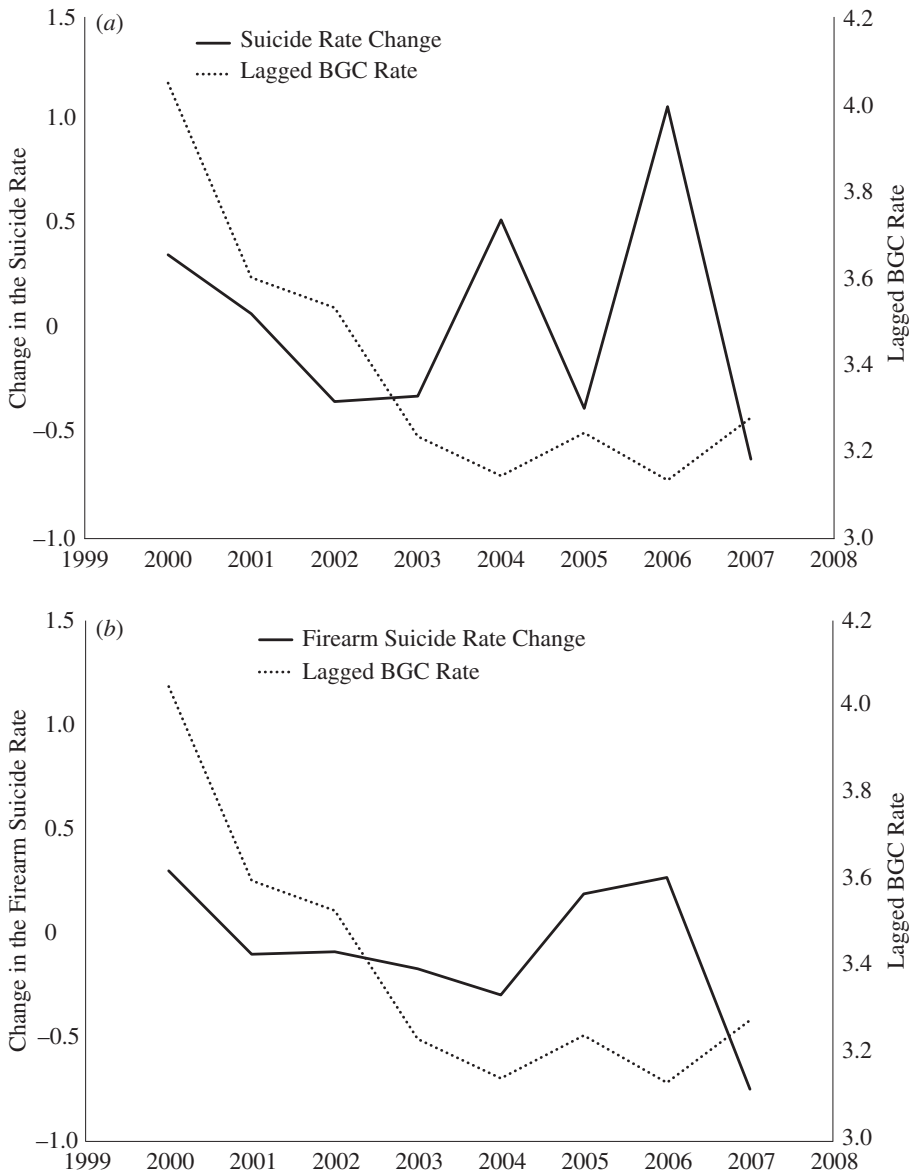 (a)
Suicide Rate Change
Lagged BGC Rate
Change in the Suicide Rate
1.5
1.0
0.5
0
–0.5
–1.0
4.2
4.0
3.8
3.6
3.4
3.2
3.0
Lagged BGC Rate
1999 2000 2001 2002 2003 2004 2005 2006 2007 2008
(b)
Firearm Suicide Rate Change
Lagged BGC Rate
Change in the Firearm Suicide Rate
1.5
1.0
0.5
0
–0.5
–1.0
4.2
4.0
3.8
3.6
3.4
3.2
3.0
Lagged BGC Rate
1999 2000 2001 2002 2003 2004 2005 2006 2007 2008